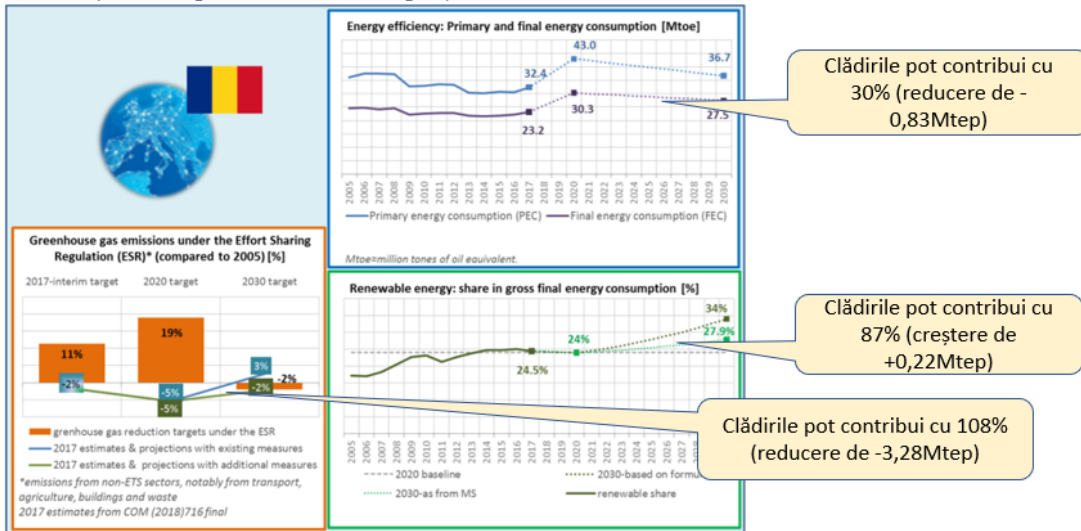 Energy efficiency: Primary and final energy consumption [Mtoe]
43.0
36.7
32.4
30.3
27.5
23.2
2005
2006
2007
2008
2009
2010
2011
2012
2013
2014
2015
2016
2017
2018
2019
2020
2021
2022
2023
2024
2025
2026
2027
2028
2029
2030
Primary energy consumption (PEC)
Final energy consumption (FEC)
Mtoe=million tones of oil equivalent.
Clădirile pot contribui cu
30% (reducere de -
0,83Mtep)
Greenhouse gas emissions under the Effort Sharing
Regulation (ESR)* (compared to 2005) [%]
2017-interim target
2020 target
2030 target
11%
19%
-2%
-2%
3%
-5%
-5%
-2%
grenhouse gas reduction targets under the ESR
2017 estimates & projections with existing measures
2017 estimates & projections with additional measures
*emissions from non-ETS sectors, notably from transport,
agriculture, buildings and waste
2017 estimates from COM (2018)716 final
Renewable energy: share in gross final energy consumption [%]
34%
27.9%
24%
24.5%
2005
2006
2007
2008
2009
2010
2011
2012
2013
2014
2015
2016
2017
2018
2019
2020
2021
2022
2023
2024
2025
2026
2027
2020 baseline
2030-based on formu
2030-as from MS
renewable share
Clădirile pot contribui cu
87% (creștere de
+0,22Mtep)
Clădirile pot contribui cu 108%
(reducere de -3,28Mtep)